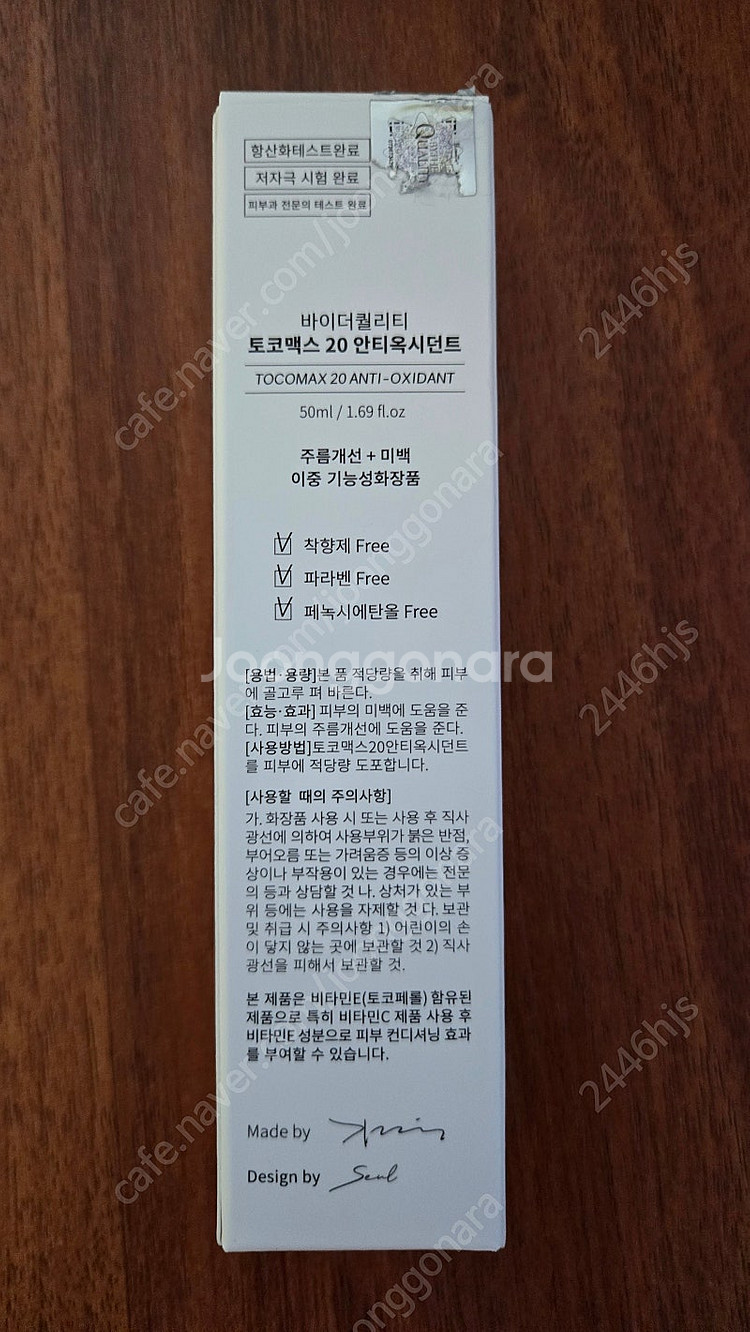 항산화테스트완료
저자극 시험 완료
피부과 전문의 테스트 완료
QUALITY
바이더퀄리티
토코맥스 20 안티옥시던트
TOCOMAX 20 ANTI-OXIDANT
50ml / 1.69 fl.oz
주름개선 + 미백
이중 기능성화장품
착향제 Free
파라벤 Free
페녹시에탄올 Free
Joonggonara
[용법·용량]본 품 적당량을 취해 피부
에 골고루 펴 바른다.
[효능·효과] 피부의 미백에 도움을 준
다. 피부의 주름개선에 도움을 준다.
[사용방법]토코맥스20안티옥시던트
를 피부에 적당량 도포합니다.
[사용할 때의 주의사항]
가. 화장품 사용 시 또는 사용 후 직사
광선에 의하여 사용부위가 붉은 반점,
부어오름 또는 가려움증 등의 이상 증
상이나 부작용이 있는 경우에는 전문
의 등과 상담할 것 나. 상처가 있는 부
위 등에는 사용을 자제할 것 다. 보관
및 취급 시 주의사항 1) 어린이의 손
이 닿지 않는 곳에 보관할 것 2) 직사
광선을 피해서 보관할 것.
본 제품은 비타민E(토코페롤) 함유된
제품으로 특히 비타민C 제품 사용 후
비타민E 성분으로 피부 컨디셔닝 효과
를 부여할 수 있습니다.
Made by
Design by Seul
cafe.naver.com/joonggonara
cafe.naver.com/joonggonara
cafe.naver.com/joonggonara
2446hjs
2446hjs
2446hjs